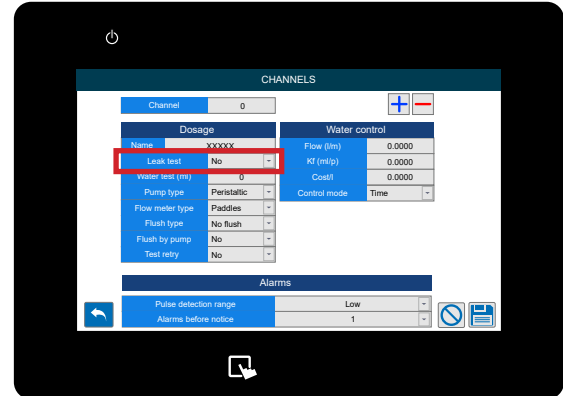 CHANNELS
Channel 0
Dosage
Name XXXXX
Leak test No
Water test (ml) 0
Pump type Peristaltic
Flow meter type Paddles
Flush type No flush
Flush by pump No
Test retry No
Water control
Flow (l/m) 0.0000
Kf (ml/p) 0.0000
Cost/l 0.0000
Control mode Time
Alarms
Pulse detection range Low
Alarms before notice 1